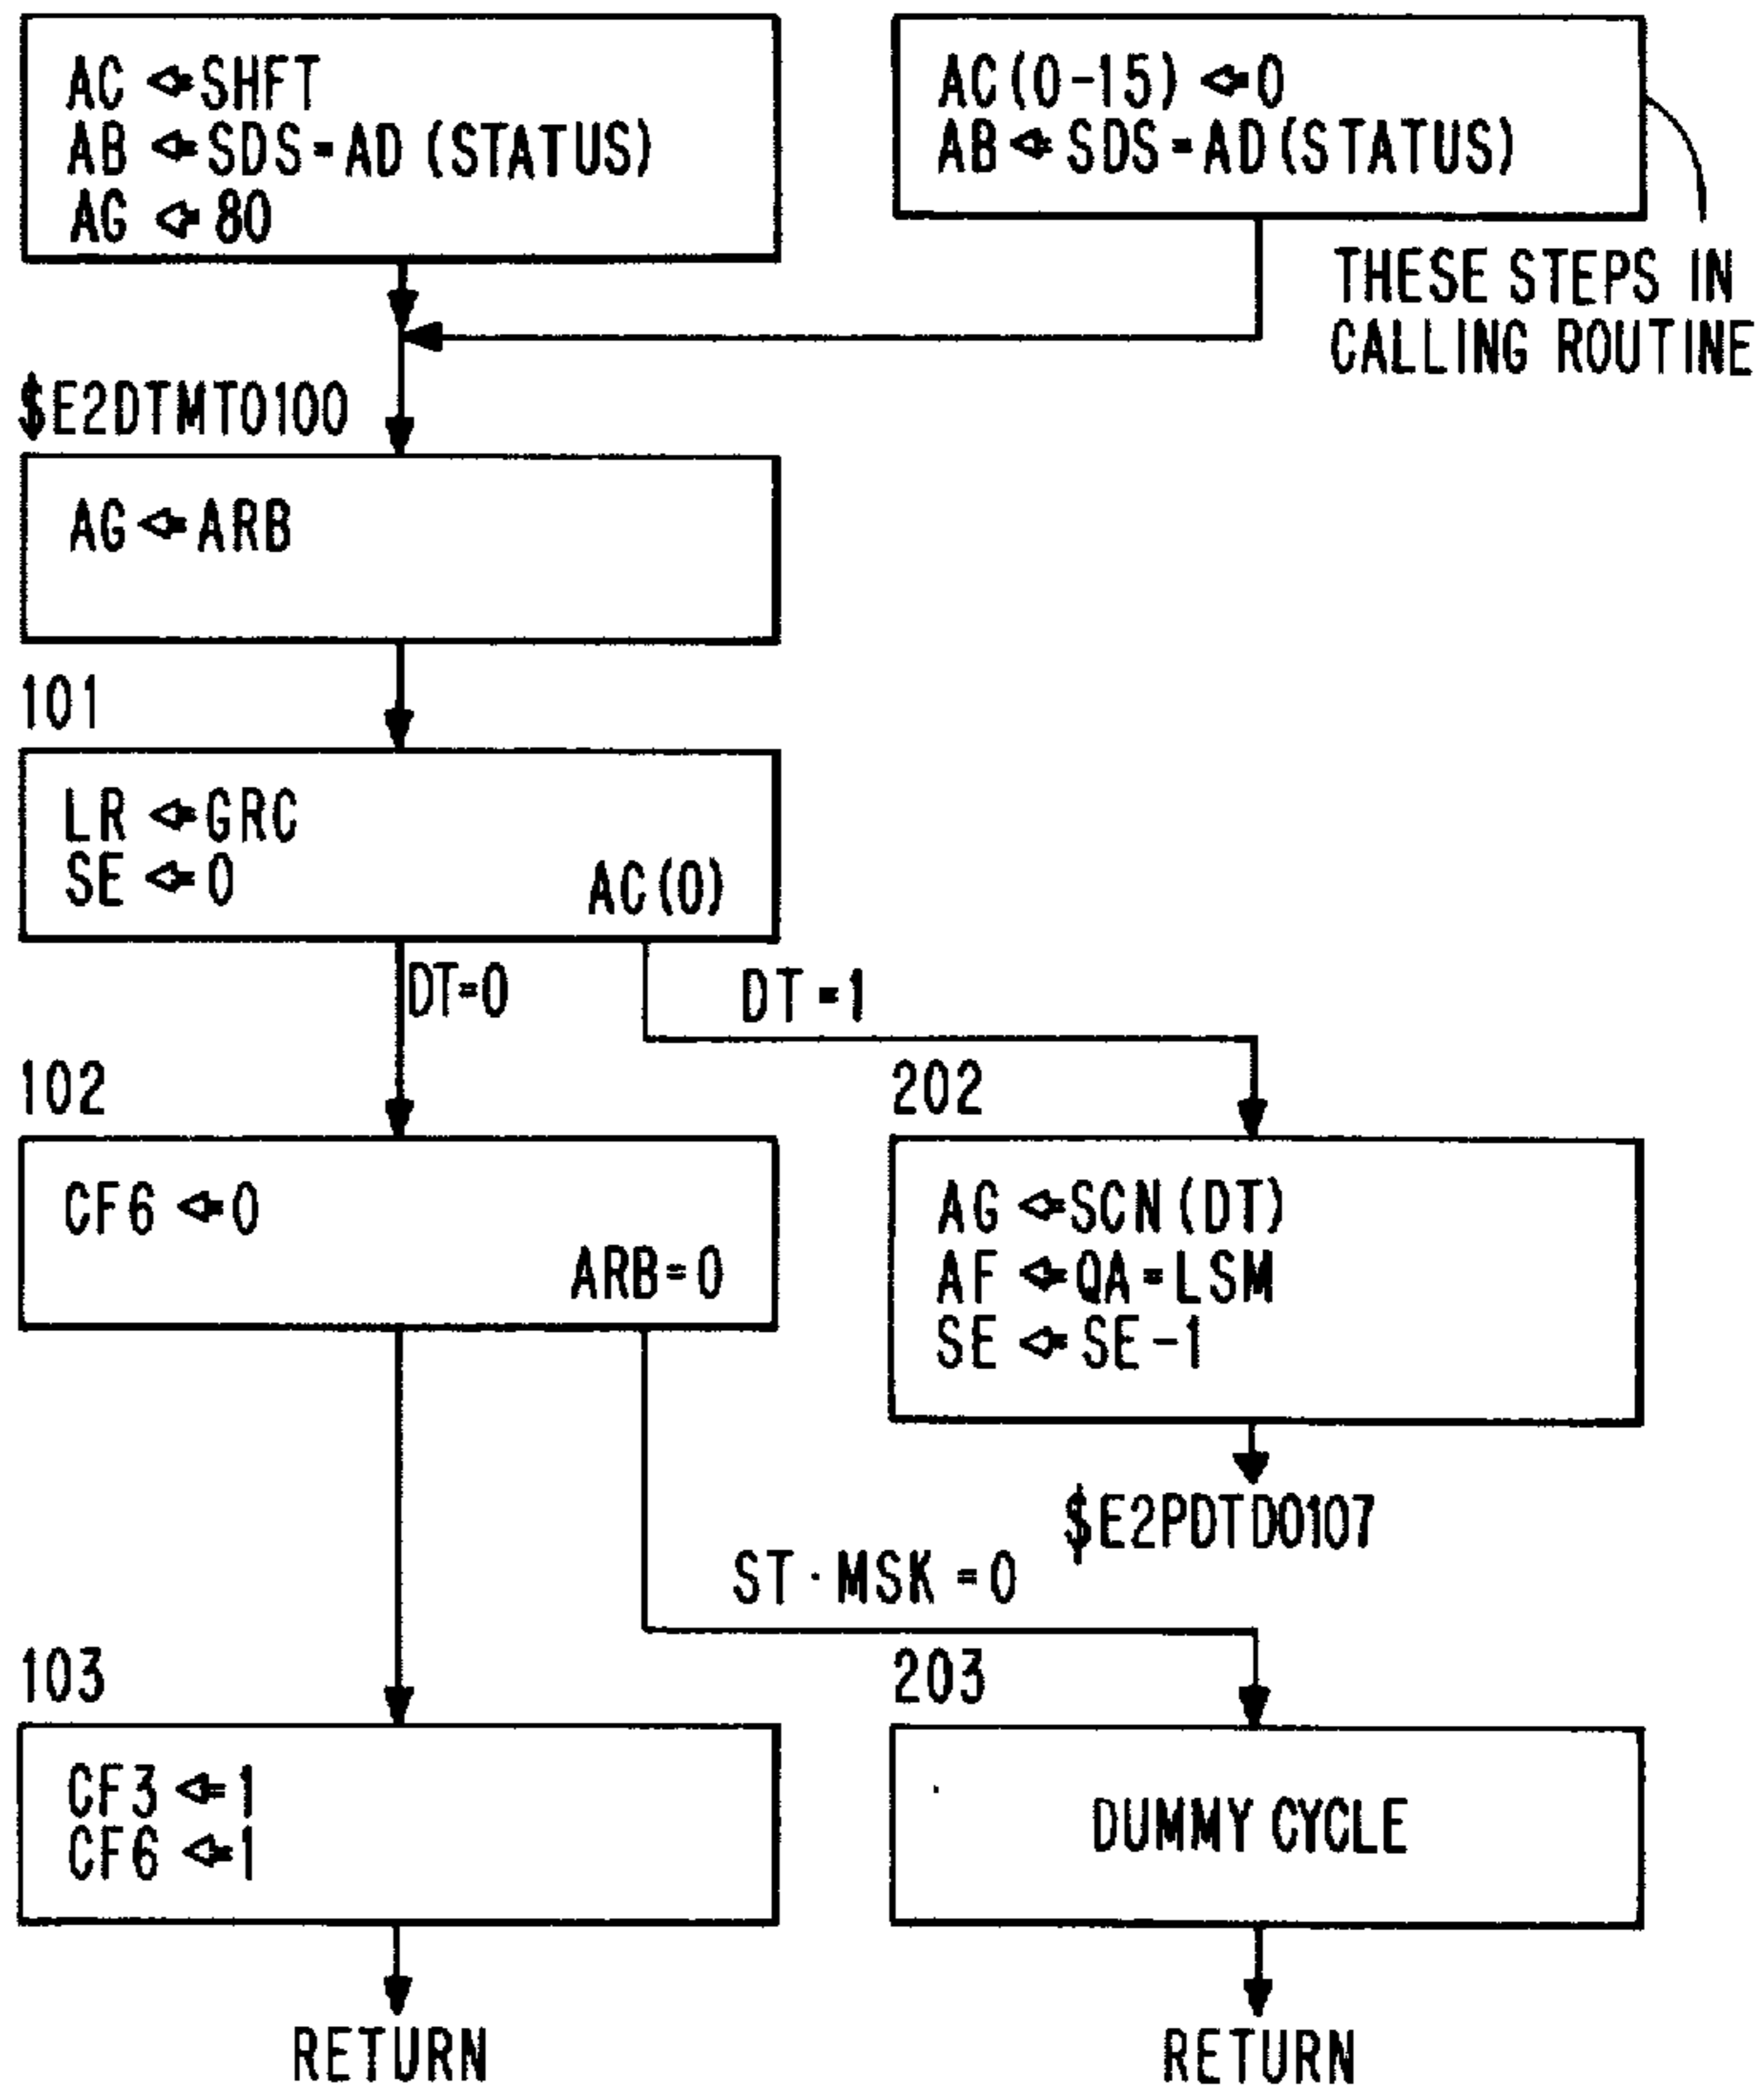 AC ⇐ SHFT
AB ⇐ SDS=AD (STATUS)
AG ⇐ 80
AC(0-15) ⇐ 0
AB ⇐ SDS=AD(STATUS)
THESE STEPS IN
CALLING ROUTINE
$E2DTMT0100
AG ⇐ ARB
101
LR ⇐ GRC
SE ⇐ 0
AC(0)
DT=0
DT=1
102
CF6 ⇐ 0
ARB=0
202
AG ⇐ SCN(DT)
AF ⇐ QA=LSM
SE ⇐ SE-1
$E2PDTD0107
ST·MSK=0
103
CF3 ⇐ 1
CF6 ⇐ 1
203
DUMMY CYCLE
RETURN
RETURN